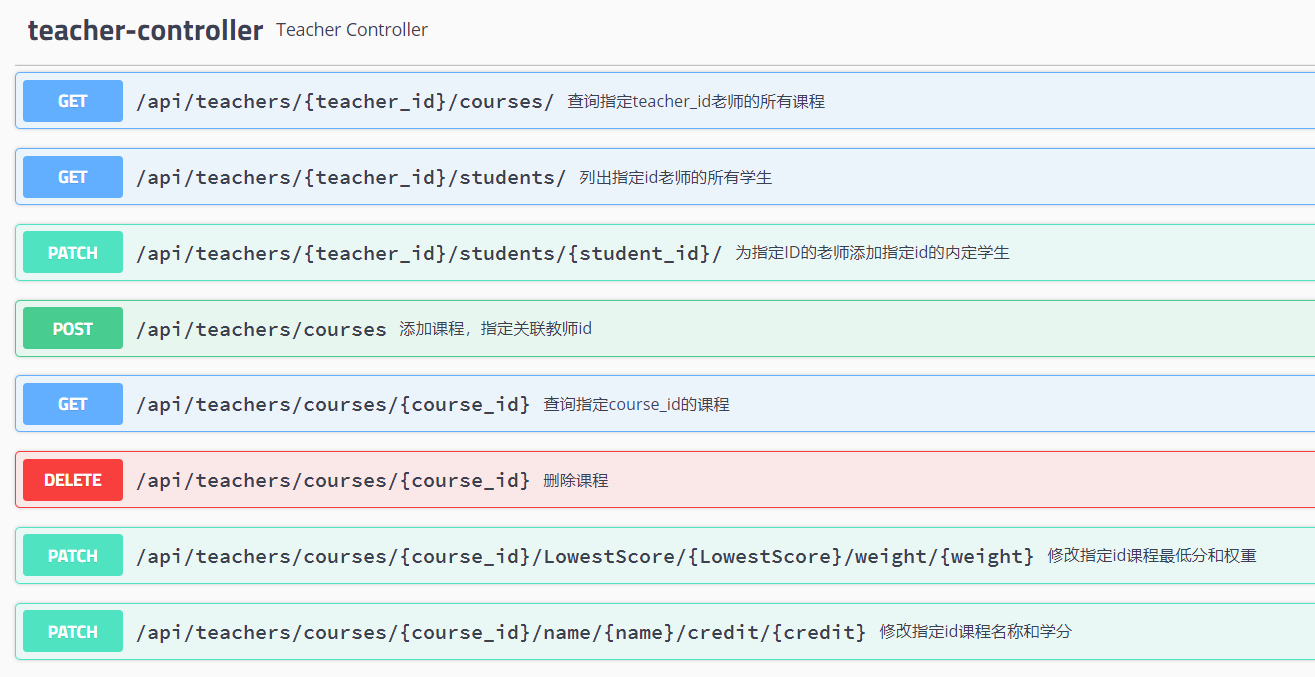 teacher-controller Teacher Controller
GET /api/teachers/{teacher_id}/courses/ 查询指定teacher_id老师的所有课程
GET /api/teachers/{teacher_id}/students/ 列出指定id老师的所有学生
PATCH /api/teachers/{teacher_id}/students/{student_id}/ 为指定ID的老师添加指定id的内定学生
POST /api/teachers/courses 添加课程，指定关联教师id
GET /api/teachers/courses/{course_id} 查询指定course_id的课程
DELETE /api/teachers/courses/{course_id} 删除课程
PATCH /api/teachers/courses/{course_id}/LowestScore/{LowestScore}/weight/{weight} 修改指定id课程最低分和权重
PATCH /api/teachers/courses/{course_id}/name/{name}/credit/{credit} 修改指定id课程名称和学分